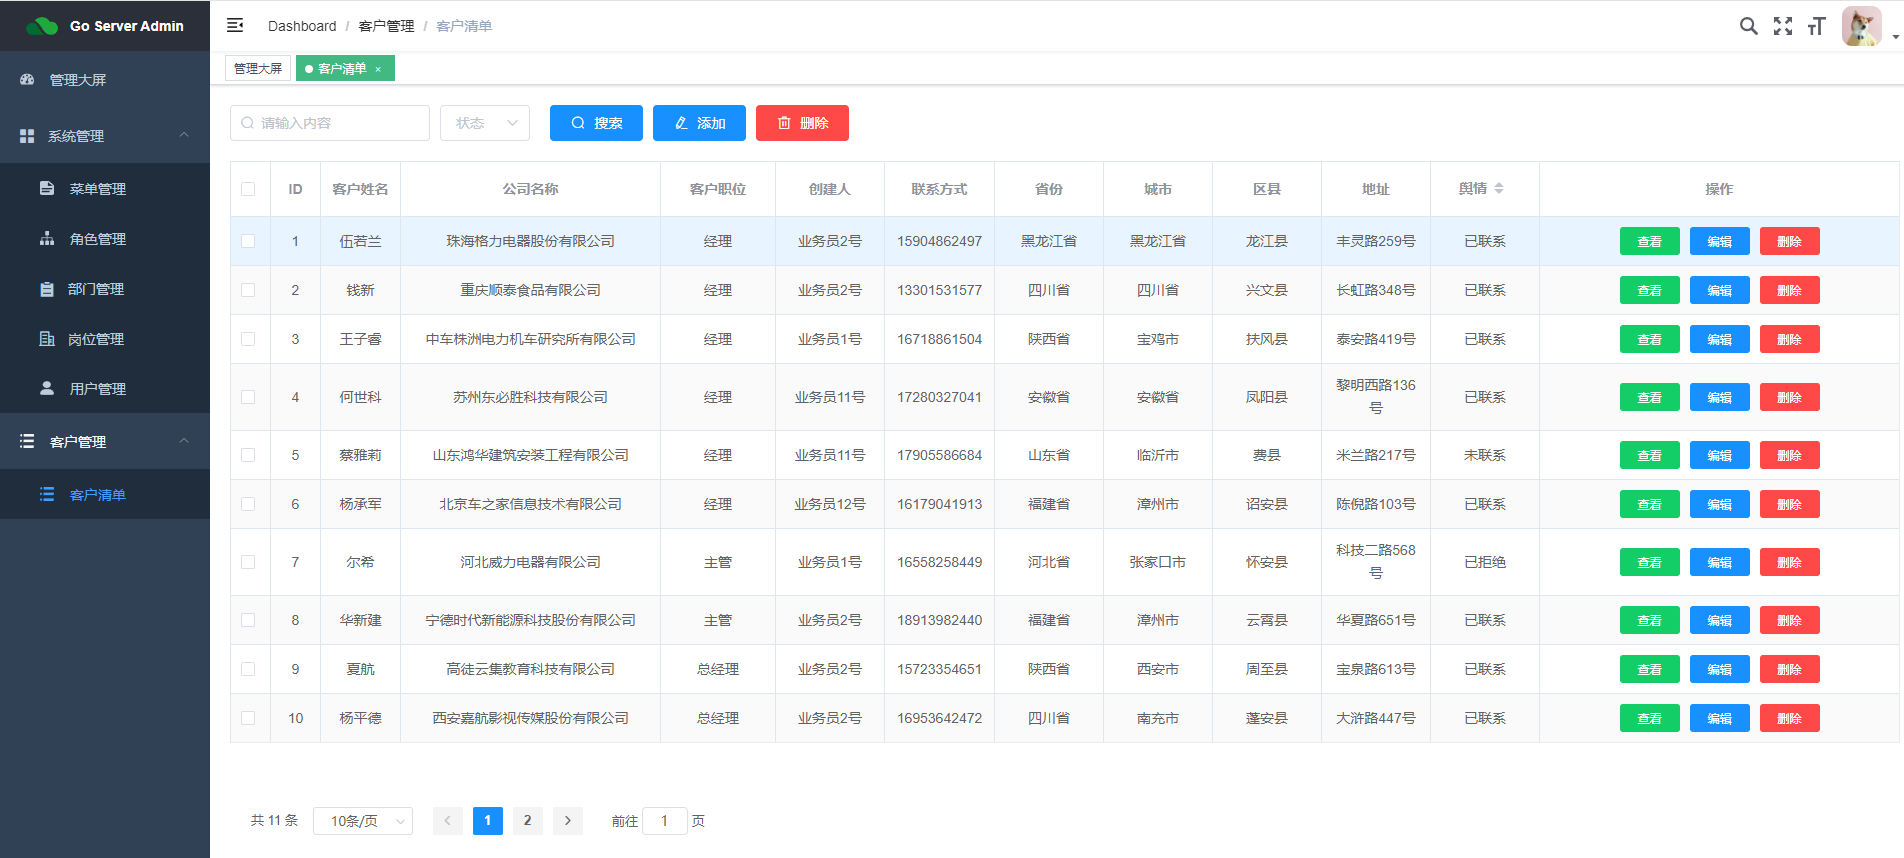 Go Server Admin
Dashboard / 客户管理 / 客户清单
管理大屏
客户清单 ×
管理大屏
系统管理
菜单管理
角色管理
部门管理
岗位管理
用户管理
客户管理
客户清单
请输入内容 状态 搜索 添加 删除
ID 客户姓名 公司名称 客户职位 创建人 联系方式 省份 城市 区县 地址 舆情 操作
1 伍若兰 珠海格力电器股份有限公司 经理 业务员2号 15904862497 黑龙江省 黑龙江省 龙江县 丰灵路259号 已联系 查看 编辑 删除
2 钱新 重庆顺泰食品有限公司 经理 业务员2号 13301531577 四川省 四川省 兴文县 长虹路348号 已联系 查看 编辑 删除
3 王子睿 中车株洲电力机车研究所有限公司 经理 业务员1号 16718861504 陕西省 宝鸡市 扶风县 泰安路419号 已联系 查看 编辑 删除
4 何世科 苏州东必胜科技有限公司 经理 业务员11号 17280327041 安徽省 安徽省 凤阳县 黎明西路136号 已联系 查看 编辑 删除
5 蔡雅莉 山东鸿华建筑安装工程有限公司 经理 业务员11号 17905586684 山东省 临沂市 费县 米兰路217号 未联系 查看 编辑 删除
6 杨承军 北京车之家信息技术有限公司 经理 业务员12号 16179041913 福建省 漳州市 诏安县 陈倪路103号 已联系 查看 编辑 删除
7 尔希 河北威力电器有限公司 主管 业务员1号 16558258449 河北省 张家口市 怀安县 科技二路568号 已拒绝 查看 编辑 删除
8 华新建 宁德时代新能源科技股份有限公司 主管 业务员2号 18913982440 福建省 漳州市 云霄县 华夏路651号 已联系 查看 编辑 删除
9 夏航 高徒云集教育科技有限公司 总经理 业务员2号 15723354651 陕西省 西安市 周至县 宝泉路613号 已联系 查看 编辑 删除
10 杨平德 西安嘉航影视传媒股份有限公司 总经理 业务员2号 16953642472 四川省 南充市 蓬安县 大浒路447号 已联系 查看 编辑 删除
共 11 条 10条/页 1 2 前往 1 页